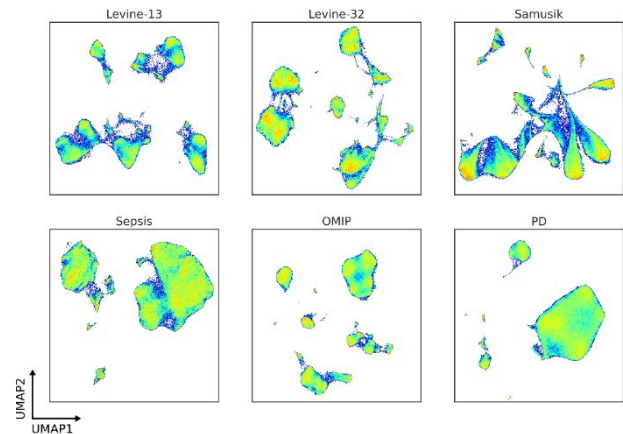 Levine-13
Levine-32
Samusik
Sepsis
OMIP
PD
UMAP2
UMAP1